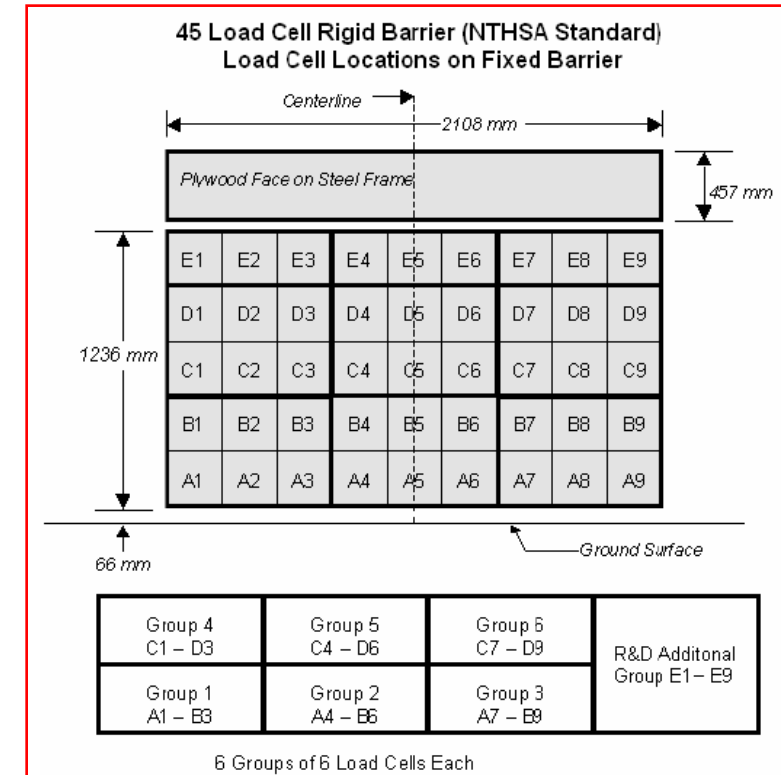 45 Load Cell Rigid Barrier (NTHSA Standard)
Load Cell Locations on Fixed Barrier
Centerline
2108 mm
Plywood Face on Steel Frame
457 mm
E1 E2 E3 E4 E5 E6 E7 E8 E9
D1 D2 D3 D4 D5 D6 D7 D8 D9
1236 mm
C1 C2 C3 C4 C5 C6 C7 C8 C9
B1 B2 B3 B4 B5 B6 B7 B8 B9
A1 A2 A3 A4 A5 A6 A7 A8 A9
Ground Surface
66 mm
Group 4
C1 – D3
Group 5
C4 – D6
Group 6
C7 – D9
R&D Additonal
Group E1– E9
Group 1
A1 – B3
Group 2
A4 – B6
Group 3
A7 – B9
6 Groups of 6 Load Cells Each